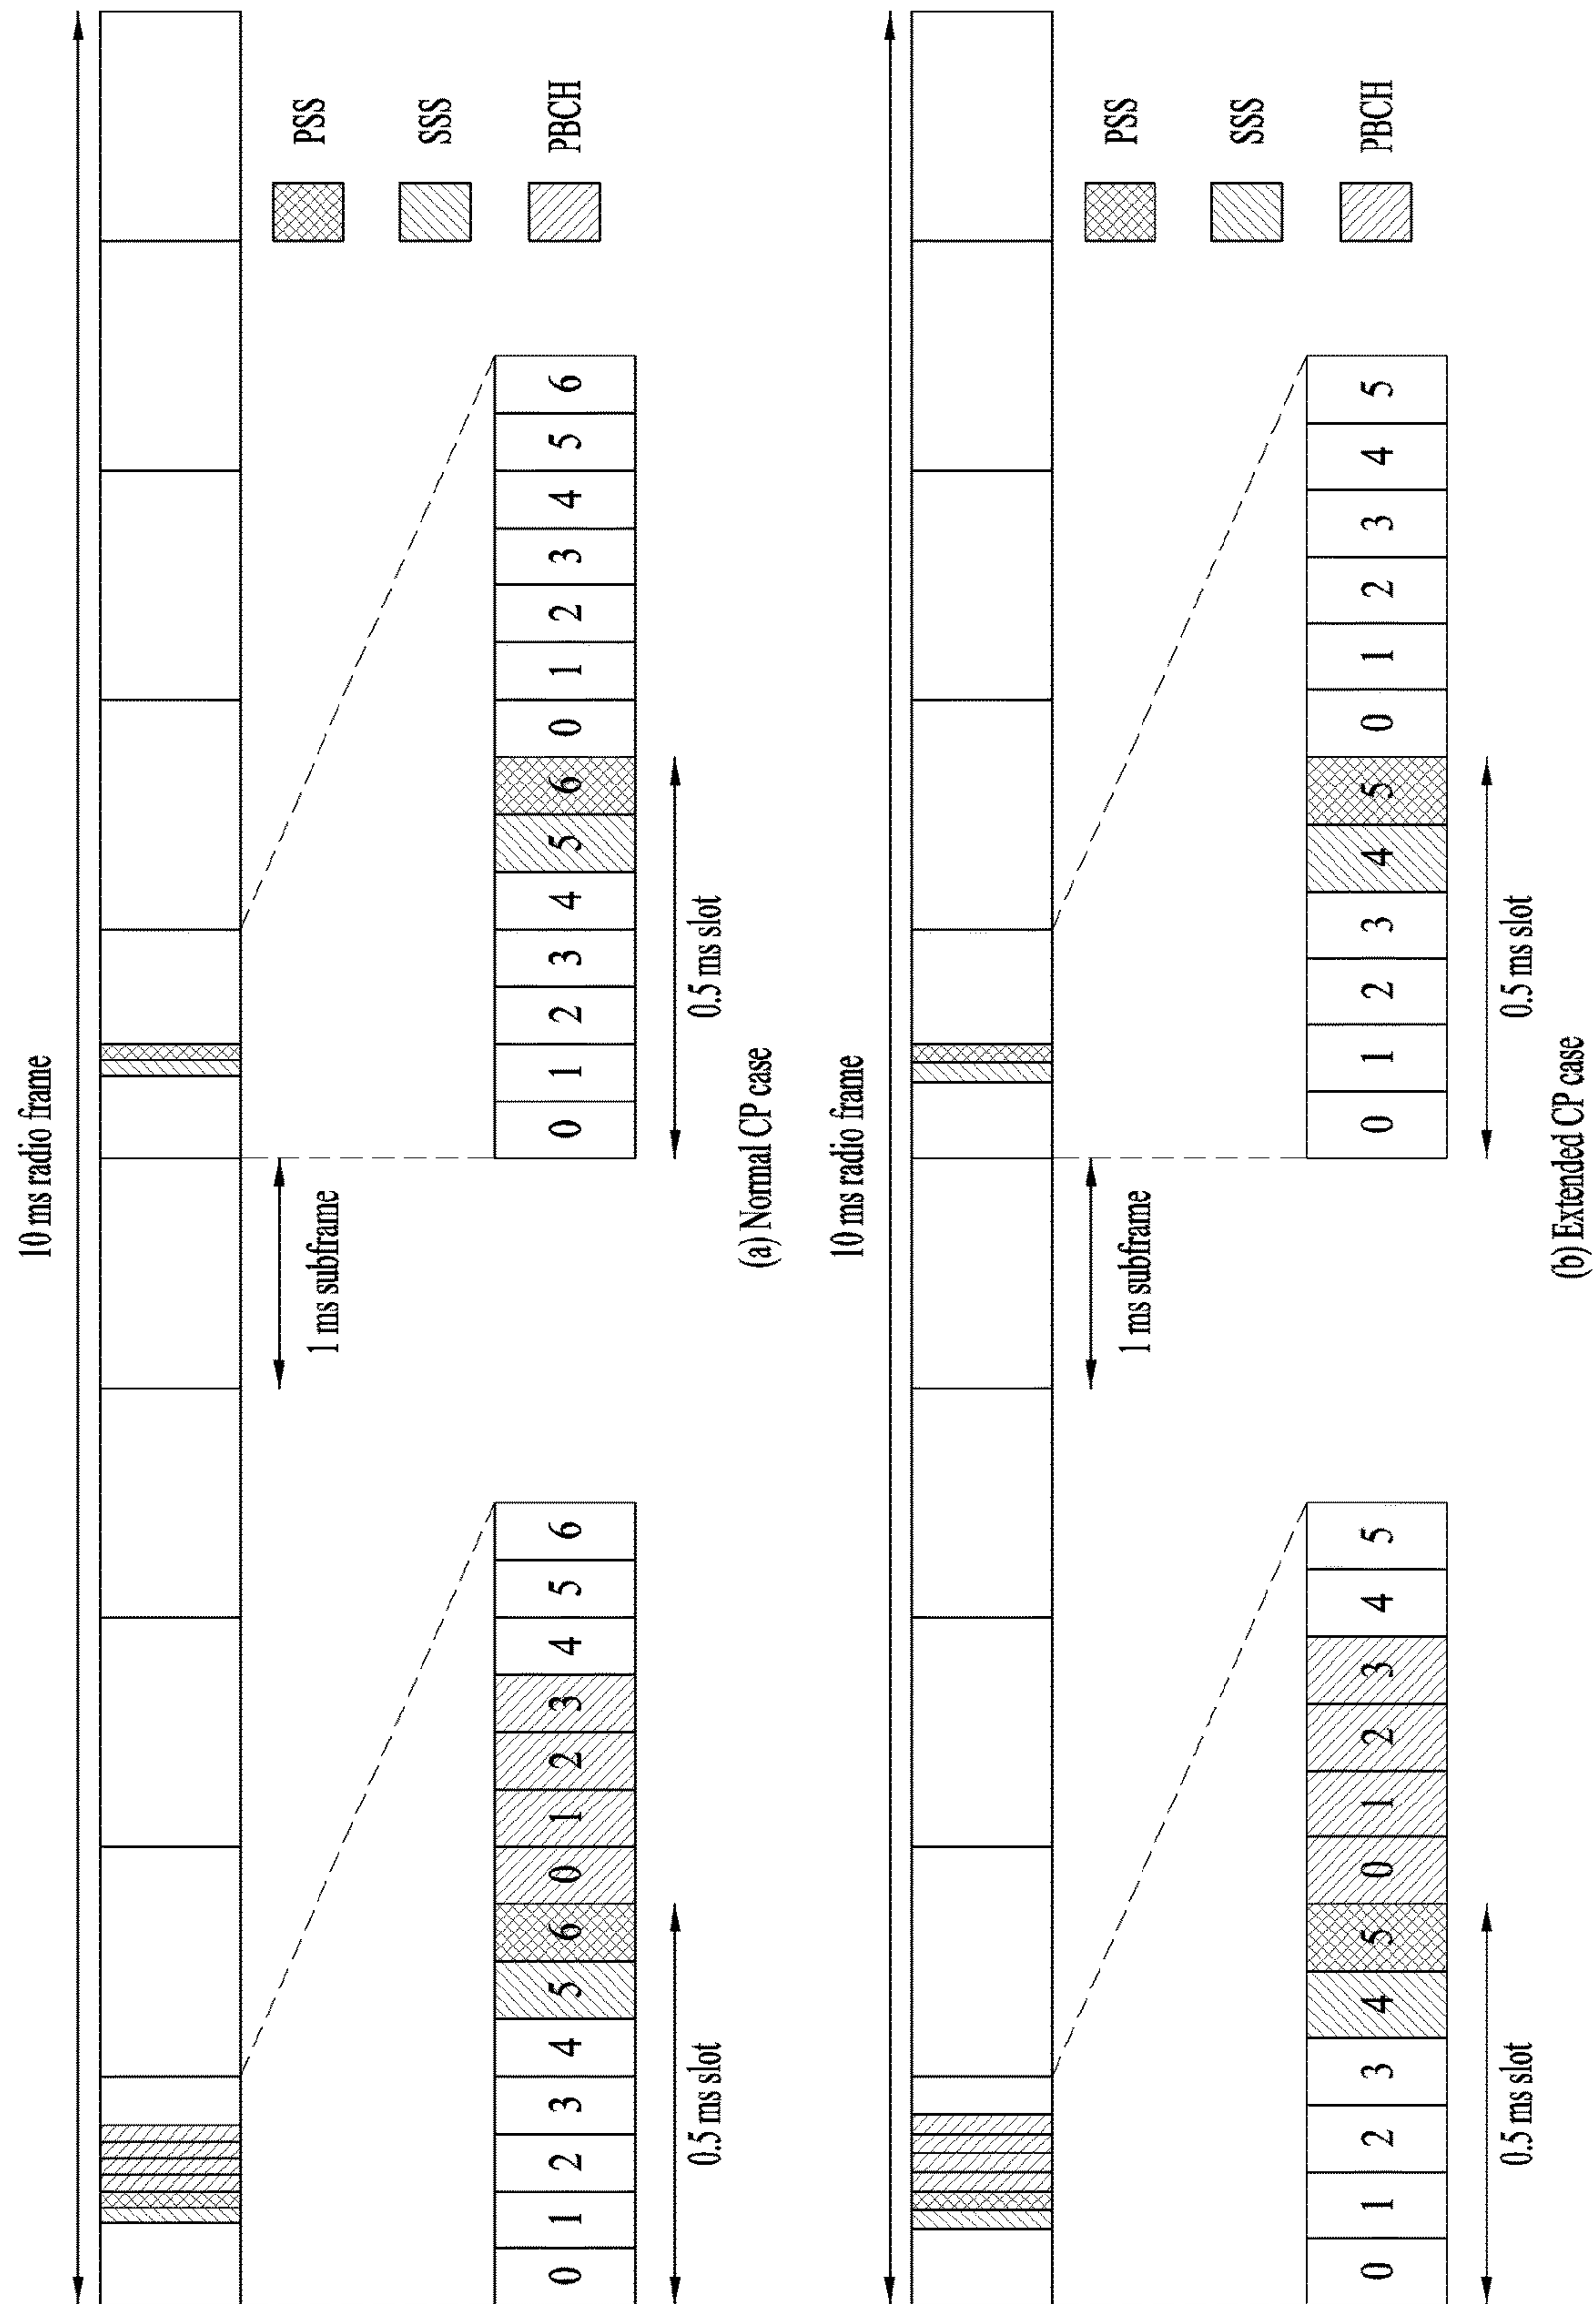 10 ms radio frame
PSS
SSS
PBCH
1 ms subframe
0 1 2 3 4 5 6 0 1 2 3 4 5 6
0 1 2 3 4 5 6 0 1 2 3 4 5 6
0.5 ms slot
0.5 ms slot
(a) Normal CP case
10 ms radio frame
PSS
SSS
PBCH
1 ms subframe
0 1 2 3 4 5 0 1 2 3 4 5
0 1 2 3 4 5 0 1 2 3 4 5
0.5 ms slot
0.5 ms slot
(b) Extended CP case